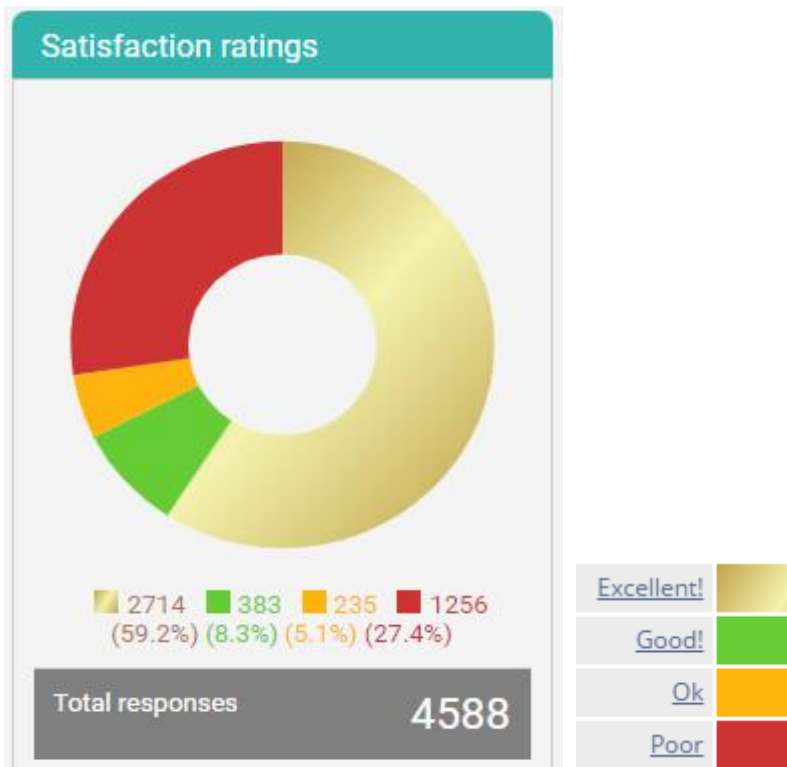 Satisfaction ratings
2714 383 235 1256
(59.2%) (8.3%) (5.1%) (27.4%)
Total responses 4588
Excellent!
Good!
Ok
Poor